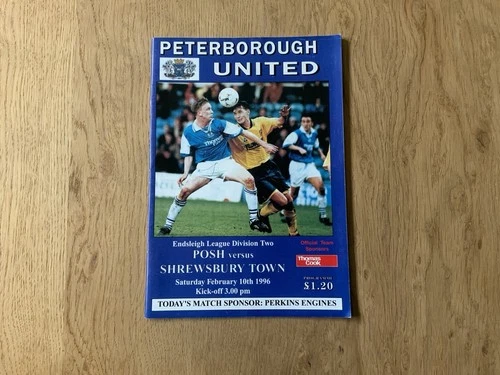 PETERBOROUGH
UNITED
Endsleigh League Division Two
POSH versus
SHREWSBURY TOWN
Saturday February 10th 1996
Kick-off 3.00 pm
Official Team
Sponsors
Thomas
Cook
PROGRAMME
£1.20
TODAY'S MATCH SPONSOR: PERKINS ENGINES